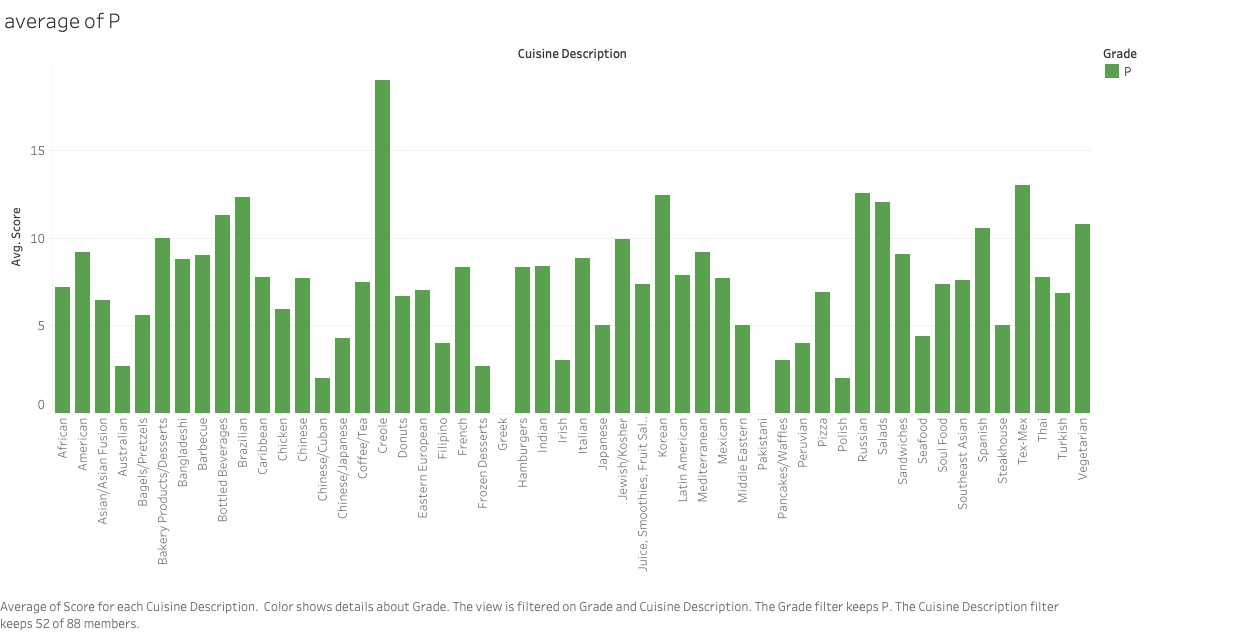 average of P
Cuisine Description
Grade
P
Avg. Score
15
10
5
0
African
American
Asian/Asian Fusion
Australian
Bagels/Pretzels
Bakery Products/Desserts
Bangladeshi
Barbecue
Bottled Beverages
Brazilian
Caribbean
Chicken
Chinese
Chinese/Cuban
Chinese/Japanese
Coffee/Tea
Creole
Donuts
Eastern European
Filipino
French
Frozen Desserts
Greek
Hamburgers
Indian
Irish
Italian
Japanese
Jewish/Kosher
Juice, Smoothies, Fruit Sal..
Korean
Latin American
Mediterranean
Mexican
Middle Eastern
Pakistani
Pancakes/Waffles
Peruvian
Pizza
Polish
Russian
Salads
Sandwiches
Seafood
Soul Food
Southeast Asian
Spanish
Steakhouse
Tex-Mex
Thai
Turkish
Vegetarian
Average of Score for each Cuisine Description.  Color shows details about Grade. The view is filtered on Grade and Cuisine Description. The Grade filter keeps P. The Cuisine Description filter
keeps 52 of 88 members.